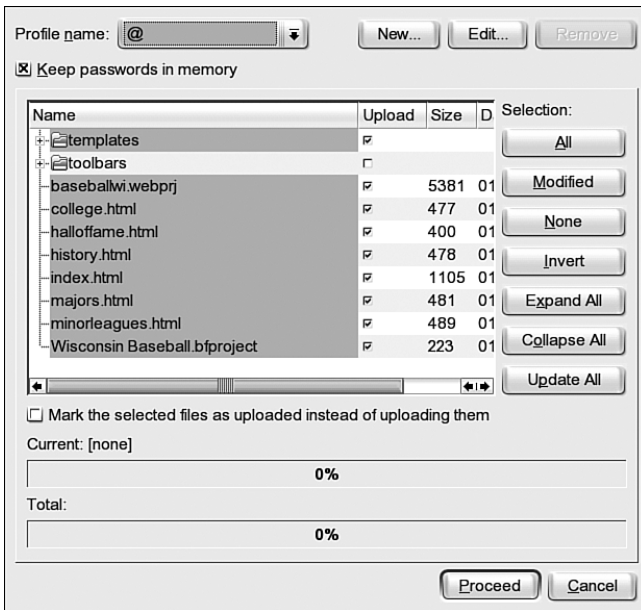 Profile name: @ New... Edit... Remove
Keep passwords in memory
Name Upload Size D Selection:
templates All
toolbars
baseballwi.webprj 5381 01 Modified
college.html 477 01
halloffame.html 400 01 None
history.html 478 01
index.html 1105 01 Invert
majors.html 481 01 Expand All
minorleagues.html 489 01
Wisconsin Baseball.bfproject 223 01 Collapse All
Update All
Mark the selected files as uploaded instead of uploading them
Current: [none]
0%
Total:
0%
Proceed Cancel